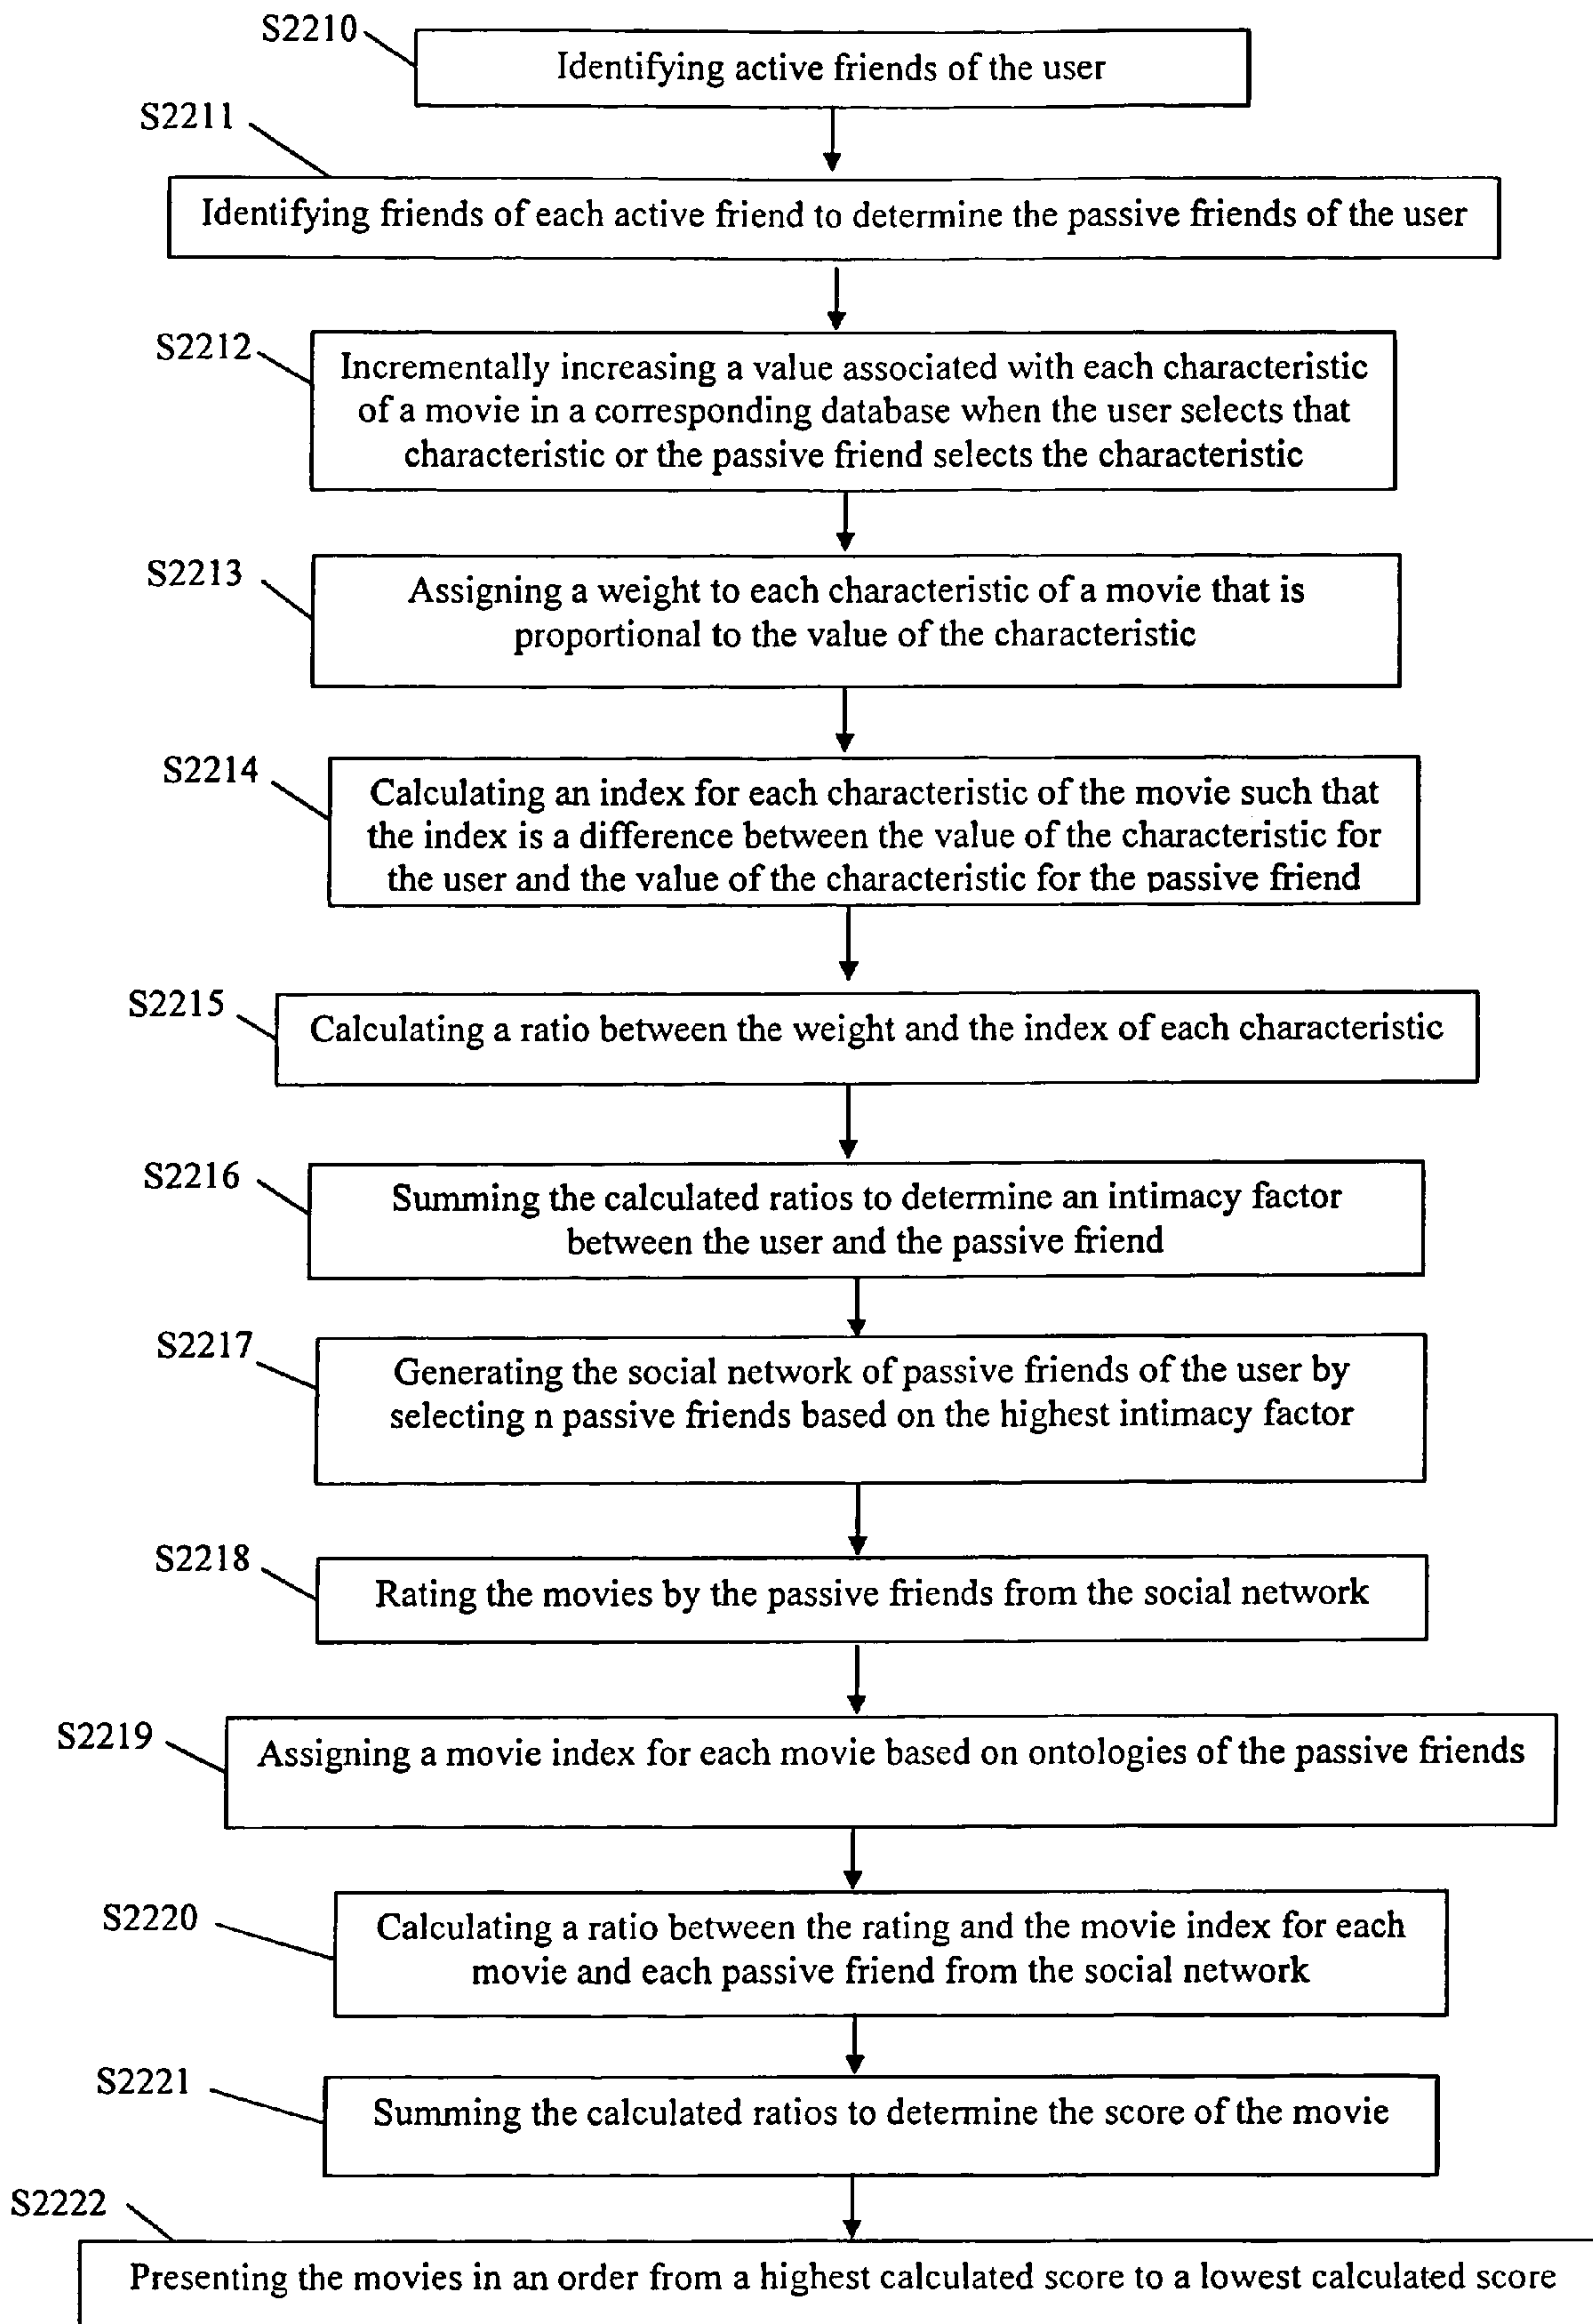 S2210
Identifying active friends of the user
S2211
Identifying friends of each active friend to determine the passive friends of the user
S2212
Incrementally increasing a value associated with each characteristic
of a movie in a corresponding database when the user selects that
characteristic or the passive friend selects the characteristic
S2213
Assigning a weight to each characteristic of a movie that is
proportional to the value of the characteristic
S2214
Calculating an index for each characteristic of the movie such that
the index is a difference between the value of the characteristic for
the user and the value of the characteristic for the passive friend
S2215
Calculating a ratio between the weight and the index of each characteristic
S2216
Summing the calculated ratios to determine an intimacy factor
between the user and the passive friend
S2217
Generating the social network of passive friends of the user by
selecting n passive friends based on the highest intimacy factor
S2218
Rating the movies by the passive friends from the social network
S2219
Assigning a movie index for each movie based on ontologies of the passive friends
S2220
Calculating a ratio between the rating and the movie index for each
movie and each passive friend from the social network
S2221
Summing the calculated ratios to determine the score of the movie
S2222
Presenting the movies in an order from a highest calculated score to a lowest calculated score